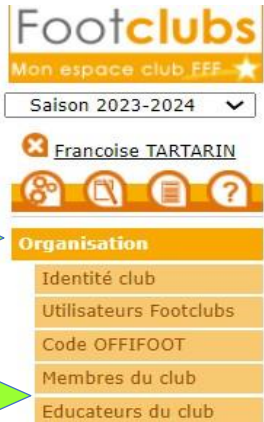 Footclubs
Mon espace club FFF
Saison 2023-2024
Francoise TARTARIN
?
Organisation
Identité club
Utilisateurs Footclubs
Code OFFIFOOT
Membres du club
Educateurs du club